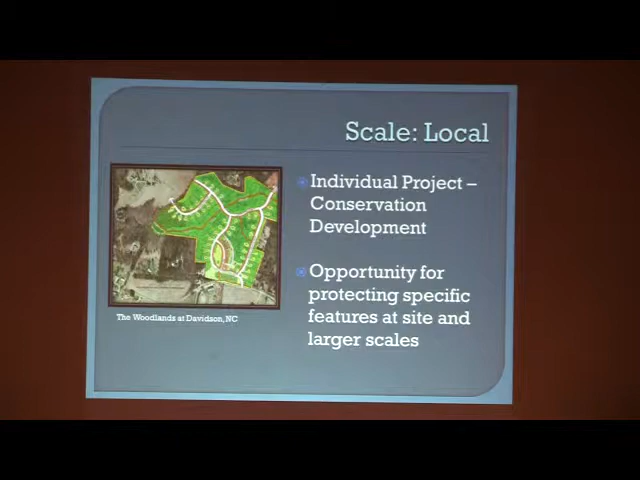 Scale: Local
Individual Project –
Conservation
Development
Opportunity for
protecting specific
features at site and
larger scales
The Woodlands at Davidson, NC